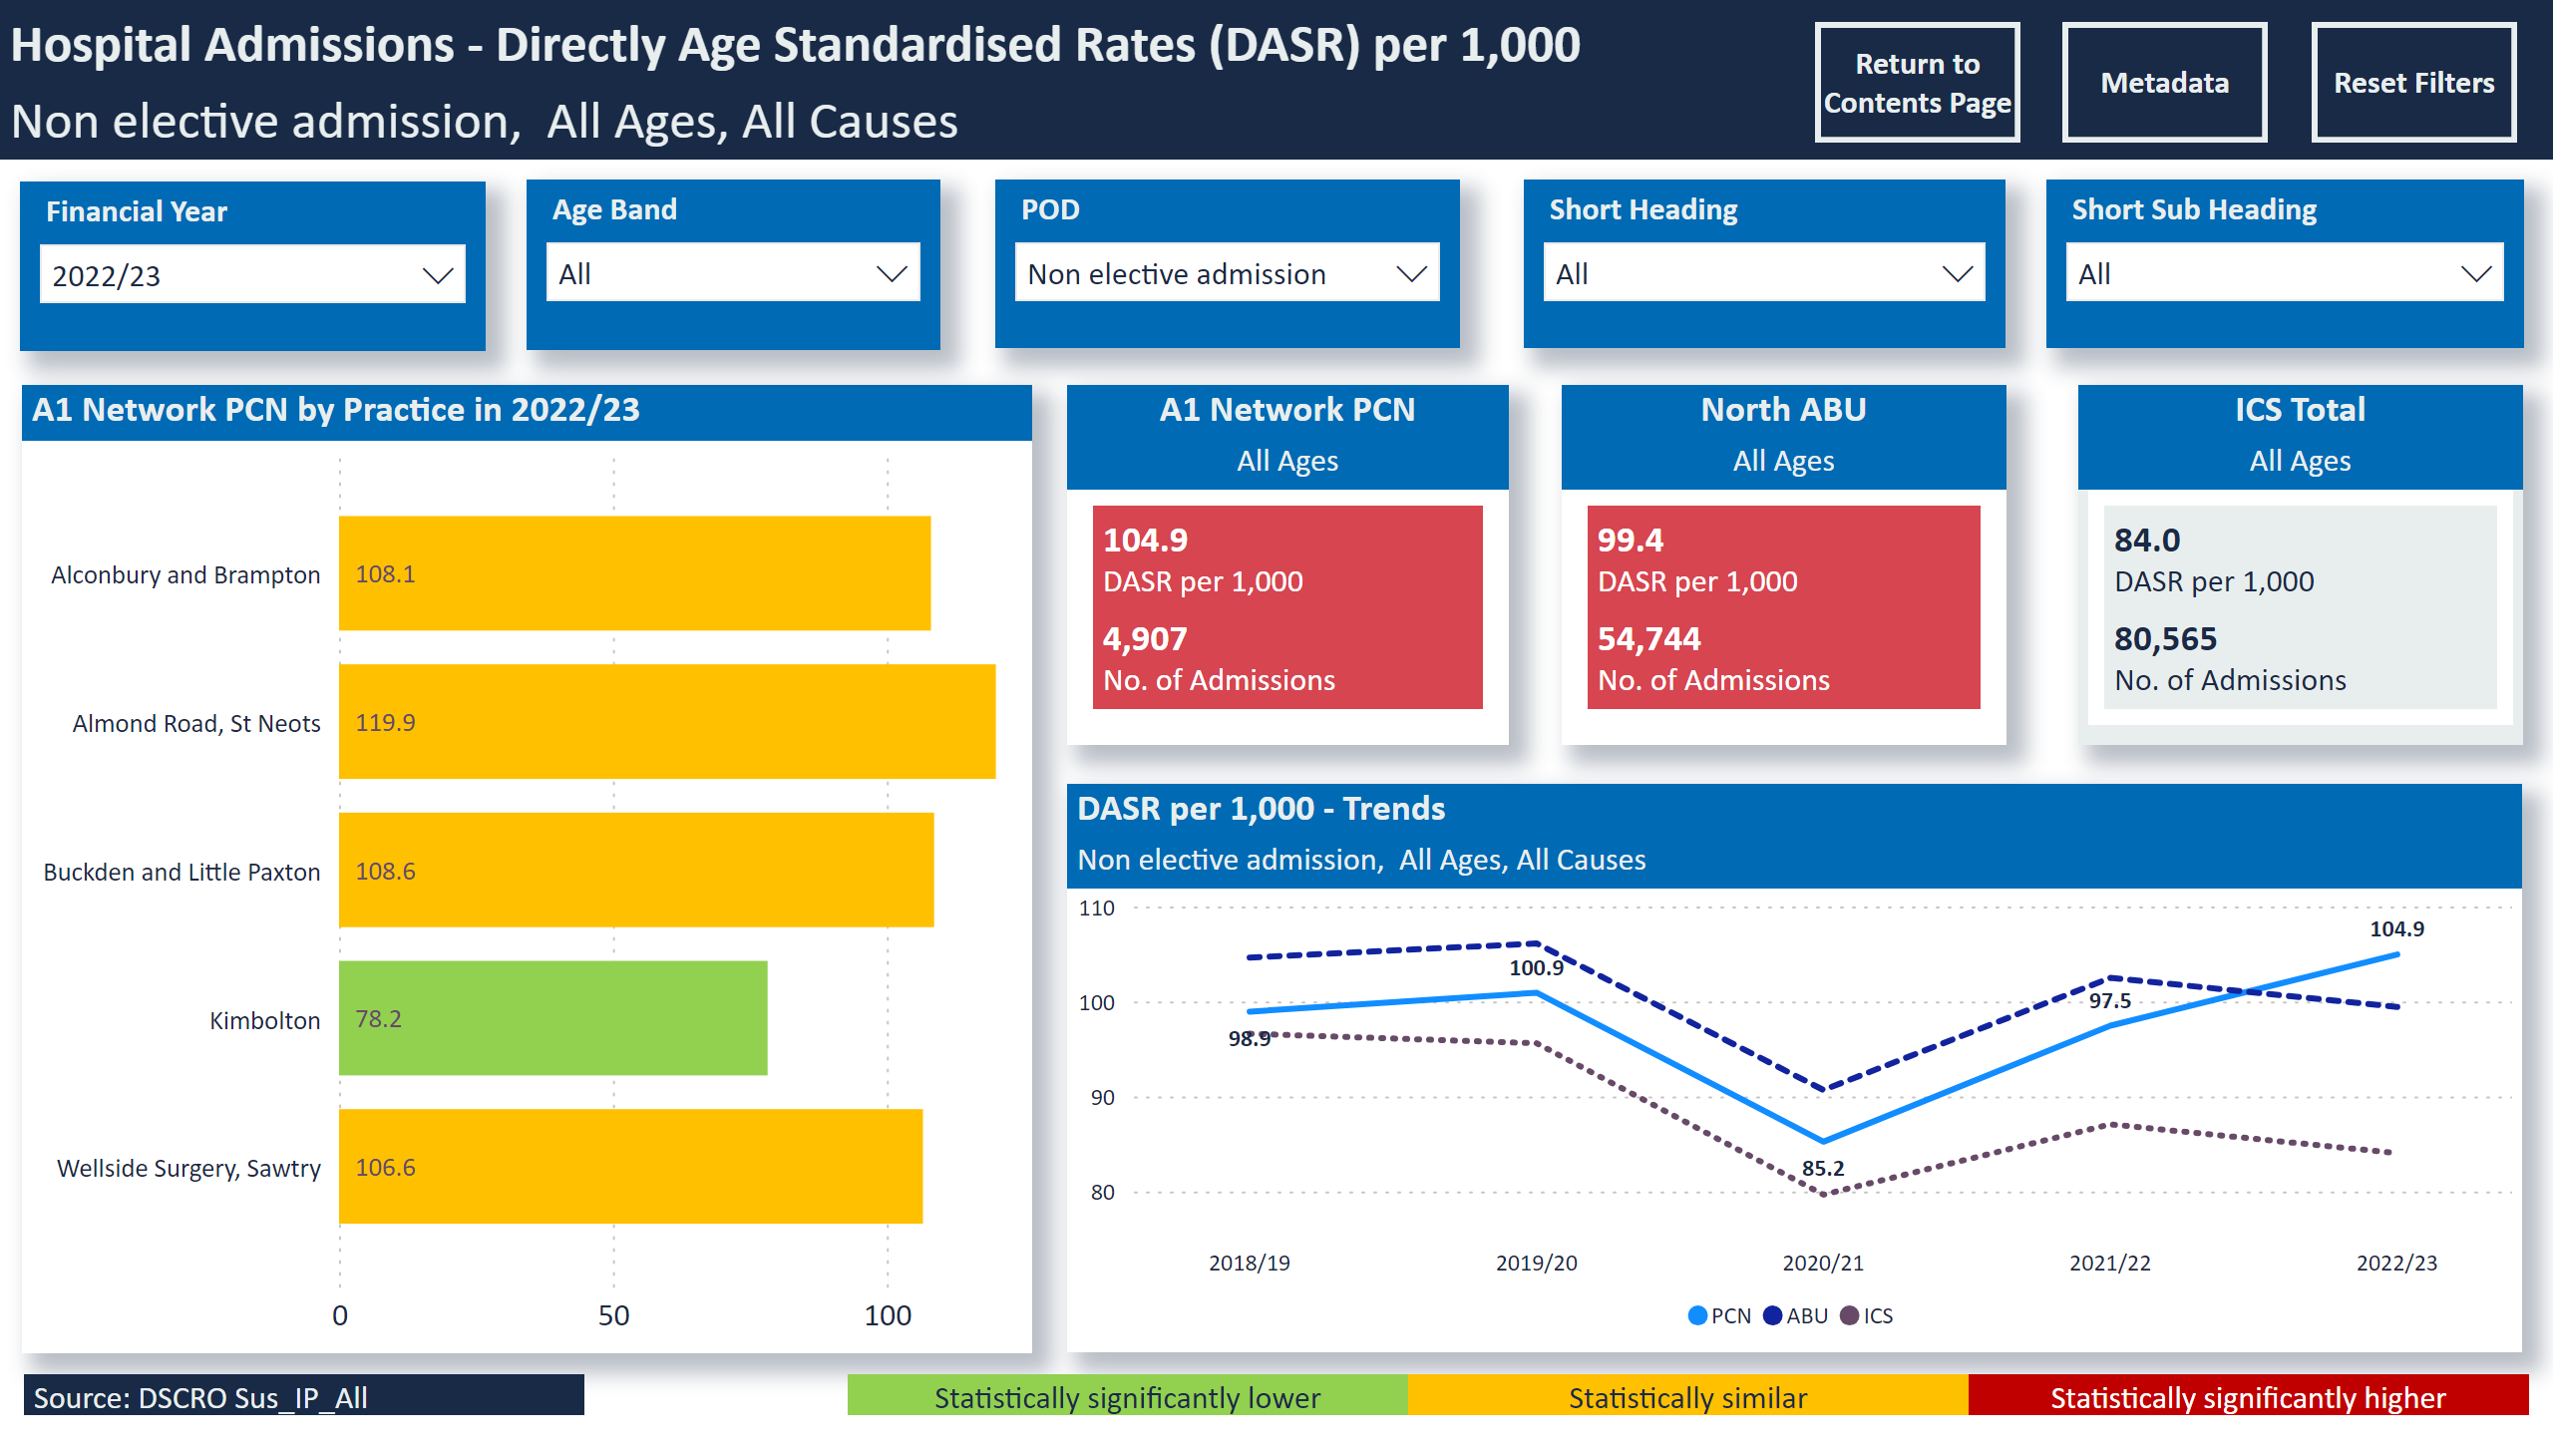 Hospital Admissions - Directly Age Standardised Rates (DASR) per 1,000
Non elective admission,  All Ages, All Causes
Return to
Contents Page
Metadata
Reset Filters
Financial Year
2022/23
Age Band
All
POD
Non elective admission
Short Heading
All
Short Sub Heading
All
A1 Network PCN by Practice in 2022/23
Alconbury and Brampton
108.1
Almond Road, St Neots
119.9
Buckden and Little Paxton
108.6
Kimbolton
78.2
Wellside Surgery, Sawtry
106.6
0
50
100
A1 Network PCN
All Ages
104.9
DASR per 1,000
4,907
No. of Admissions
North ABU
All Ages
99.4
DASR per 1,000
54,744
No. of Admissions
ICS Total
All Ages
84.0
DASR per 1,000
80,565
No. of Admissions
DASR per 1,000 - Trends
Non elective admission,  All Ages, All Causes
110
100
90
80
98.9
100.9
85.2
97.5
104.9
2018/19
2019/20
2020/21
2021/22
2022/23
PCN
ABU
ICS
Source: DSCRO Sus_IP_All
Statistically significantly lower
Statistically similar
Statistically significantly higher